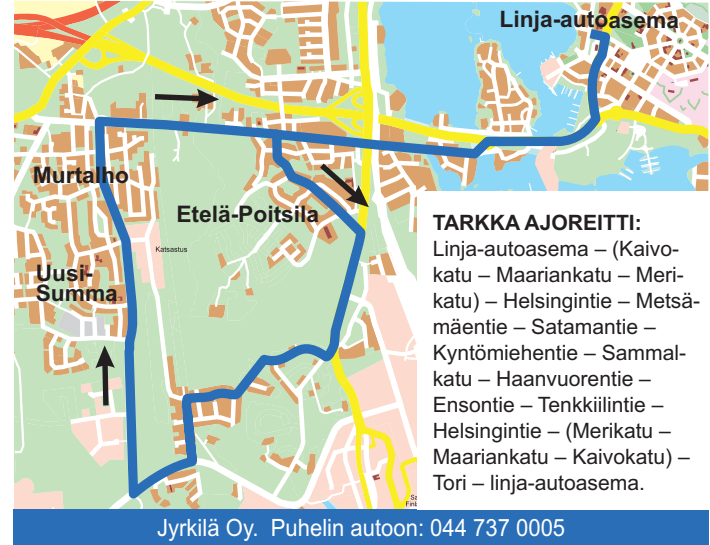 Linja-autoasema
Murtalho
Etelä-Poitsila
Katsastus
Uusi-
Summa
TARKKA AJOREITTI:
Linja-autoasema – (Kaivo-
katu – Maariankatu – Meri-
katu) – Helsingintie – Metsä-
mäentie – Satamantie –
Kyntömiehentie – Sammal-
katu – Haanvuorentie –
Ensontie – Tenkkiilintie –
Helsingintie – (Merikatu –
Maariankatu – Kaivokatu) –
Tori – linja-autoasema.
Jyrkilä Oy. Puhelin autoon: 044 737 0005